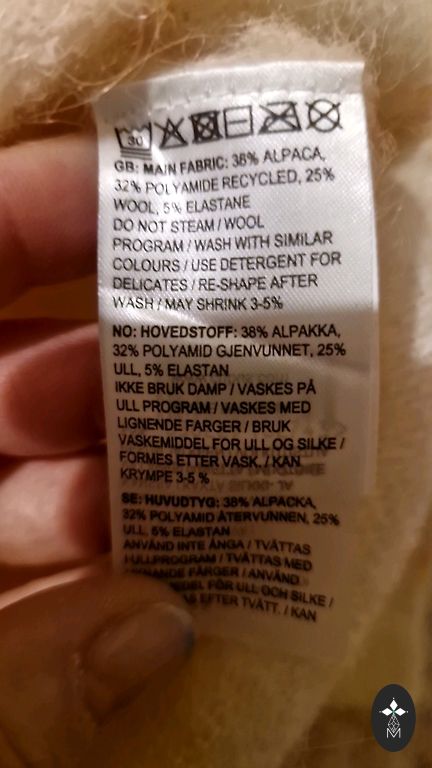 30
GB: MAIN FABRIC: 38% ALPACA,
32% POLYAMIDE RECYCLED, 25%
WOOL, 5% ELASTANE
DO NOT STEAM / WOOL
PROGRAM / WASH WITH SIMILAR
COLOURS / USE DETERGENT FOR
DELICATES / RE-SHAPE AFTER
WASH / MAY SHRINK 3-5%
NO: HOVEDSTOFF: 38% ALPAKKA,
32% POLYAMID GJENVUNNET, 25%
ULL, 5% ELASTAN
IKKE BRUK DAMP / VASKES PÅ
ULL PROGRAM / VASKES MED
LIGNENDE FARGER / BRUK
VASKEMIDDEL FOR ULL OG SILKE /
FORMES ETTER VASK. / KAN
KRYMPE 3-5 %
SE: HUVUDTYG: 38% ALPACKA,
32% POLYAMID ÅTERVUNNEN, 25%
ULL, 5% ELASTAN
ANVÄND INTE ÅNGA / TVÄTTAS
I ULLPROGRAM / TVÄTTAS MED
FÄRGER / ANVÄND
FÖR ULL OCH SILKE /
EFTER TVÄTT. / KAN
M